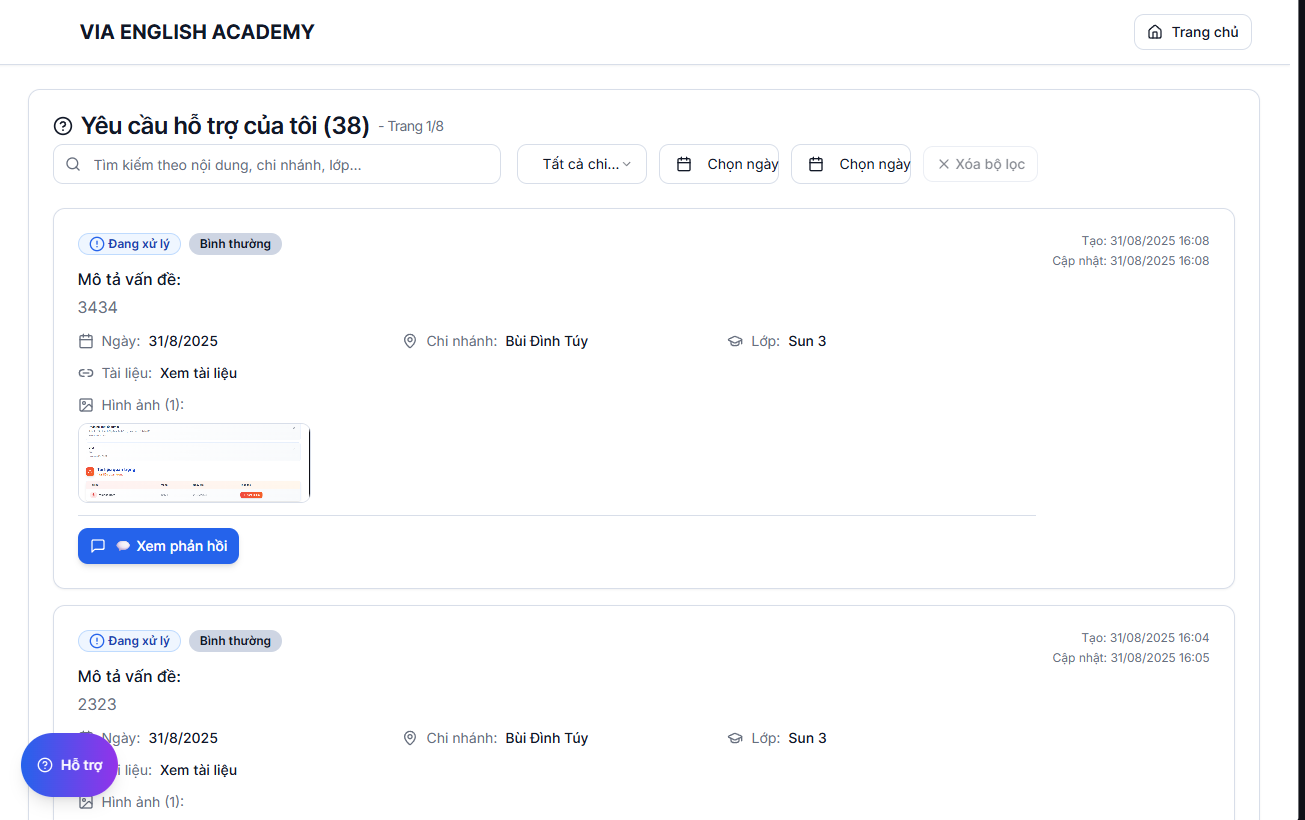 VIA ENGLISH ACADEMY
Trang chủ
Yêu cầu hỗ trợ của tôi (38) - Trang 1/8
Tìm kiếm theo nội dung, chi nhánh, lớp...
Tất cả chi...
Chọn ngày
Chọn ngày
Xóa bộ lọc
Đang xử lý
Bình thường
Tạo: 31/08/2025 16:08
Cập nhật: 31/08/2025 16:08
Mô tả vấn đề:
3434
Ngày: 31/8/2025
Chi nhánh: Bùi Đình Túy
Lớp: Sun 3
Tài liệu: Xem tài liệu
Hình ảnh (1):
Xem phản hồi
Đang xử lý
Bình thường
Tạo: 31/08/2025 16:04
Cập nhật: 31/08/2025 16:05
Mô tả vấn đề:
2323
Ngày: 31/8/2025
Chi nhánh: Bùi Đình Túy
Lớp: Sun 3
Hỗ trợ
liệu: Xem tài liệu
Hình ảnh (1):